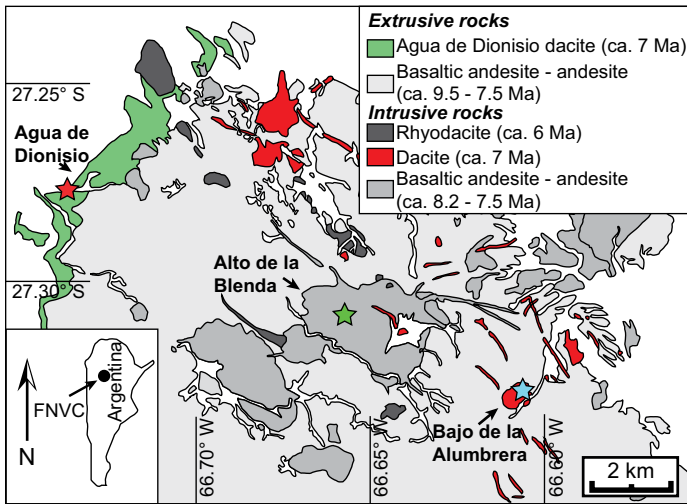 Extrusive rocks
Agua de Dionisio dacite (ca. 7 Ma)
Basaltic andesite - andesite
(ca. 9.5 - 7.5 Ma)
Intrusive rocks
Rhyodacite (ca. 6 Ma)
Dacite (ca. 7 Ma)
Basaltic andesite - andesite
(ca. 8.2 - 7.5 Ma)
27.25° S
Agua de
Dionisio
Alto de la
Blenda
27.30° S
Argentina
FNVC
N
66.70° W
66.65° W
66.60° W
Bajo de la
Alumbrera
2 km